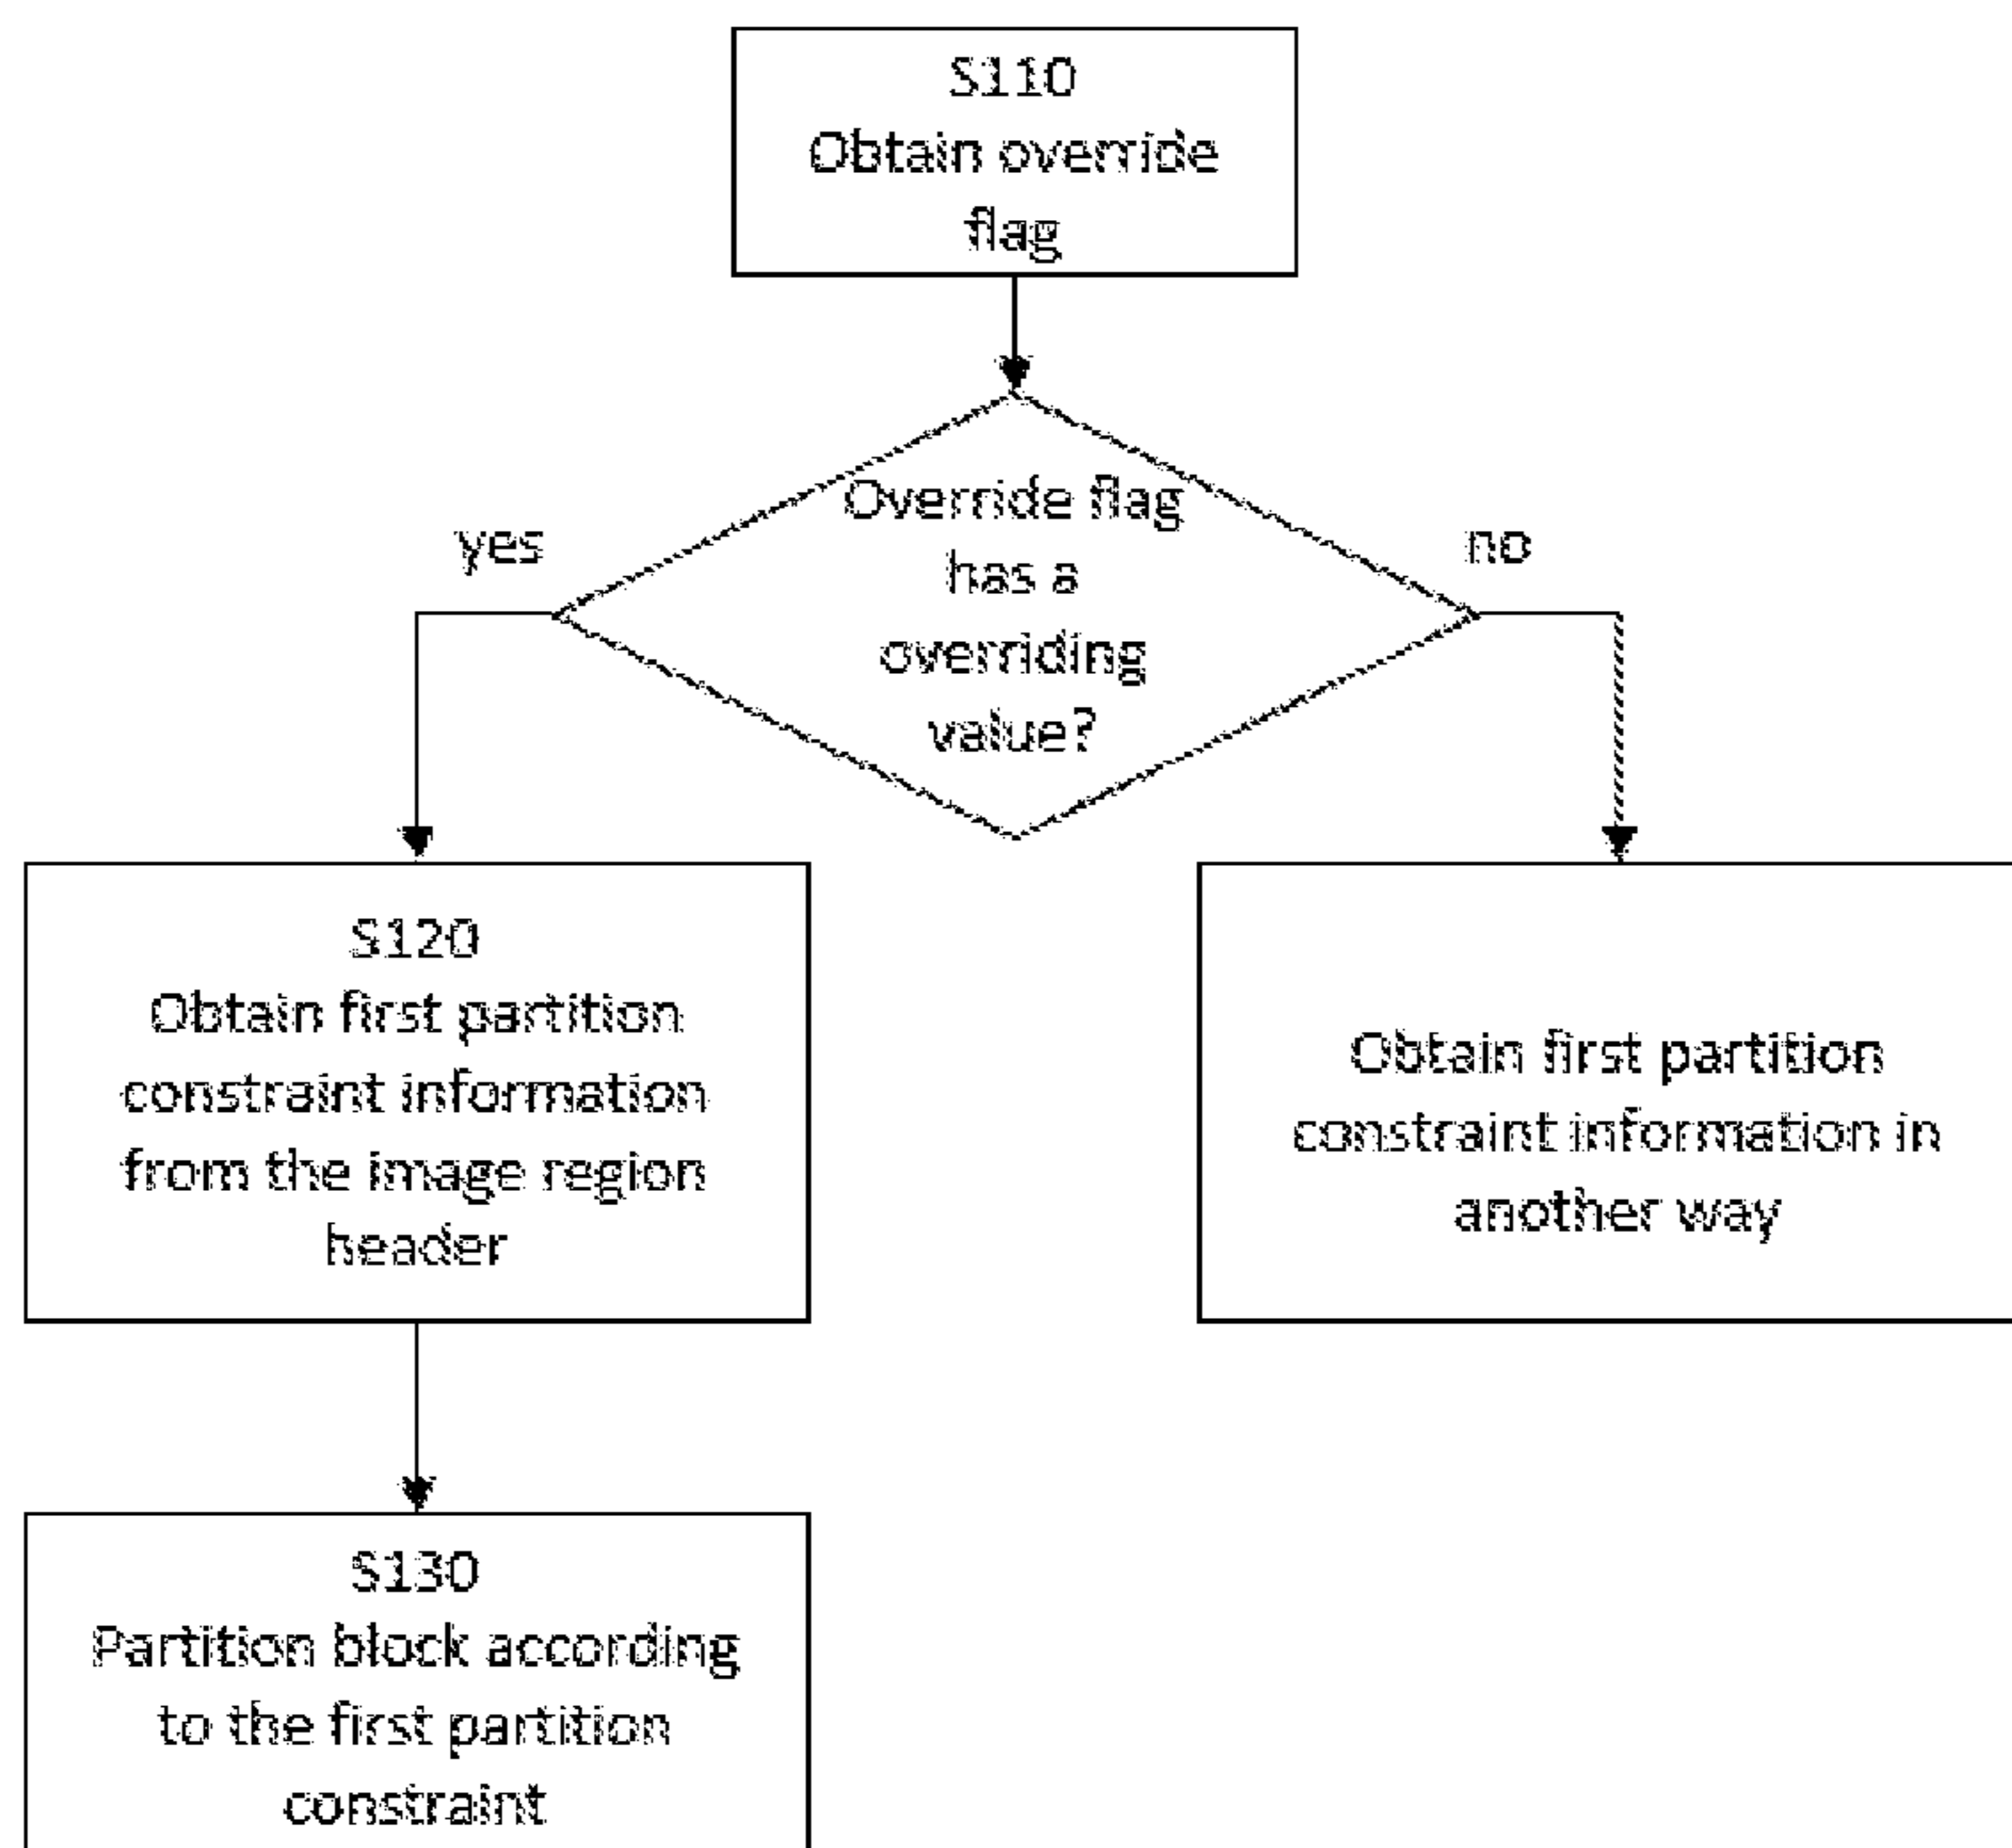 S110
Obtain override
flag
Override flag
has a
overriding
value?
yes
no
S120
Obtain first partition
constraint information
from the image region
header
Obtain first partition
constraint information in
another way
S130
Partition block according
to the first partition
constraint